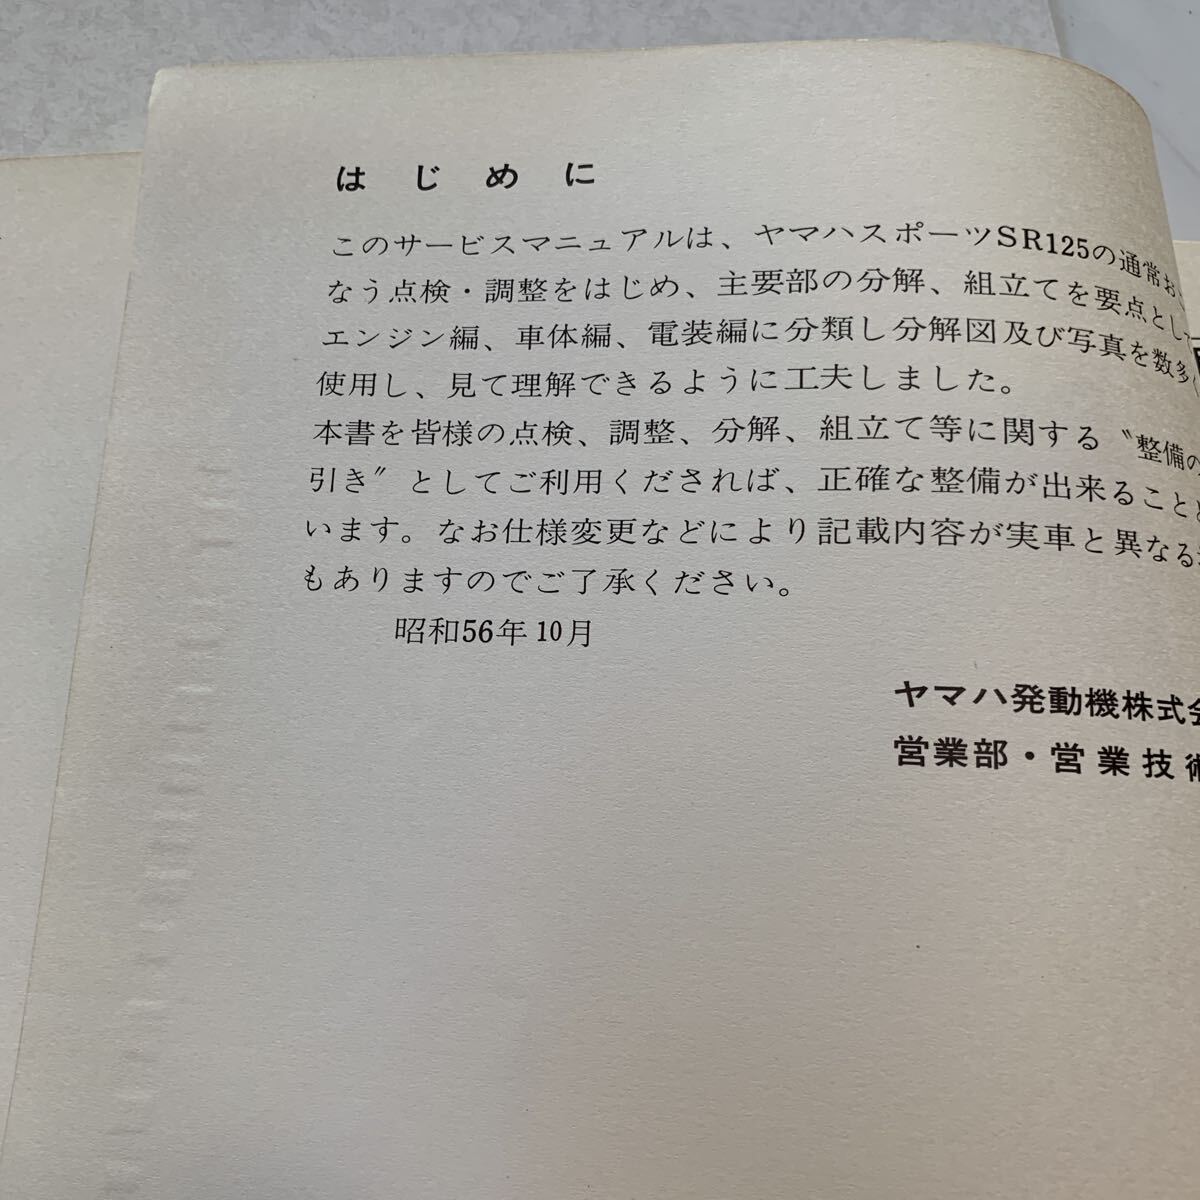 はじめに
このサービスマニュアルは、ヤマハスポーツSR125の通常お
なう点検・調整をはじめ、主要部の分解、組立てを要点とし
エンジン編、車体編、電装編に分類し分解図及び写真を数多
使用し、見て理解できるように工夫しました。
本書を皆様の点検、調整、分解、組立て等に関する〝整備の
引き〞としてご利用くだされば、正確な整備が出来ることと
います。なお仕様変更などにより記載内容が実車と異なる
もありますのでご了承ください。
昭和56年10月
ヤマハ発動機株式会
営業部・営業技術